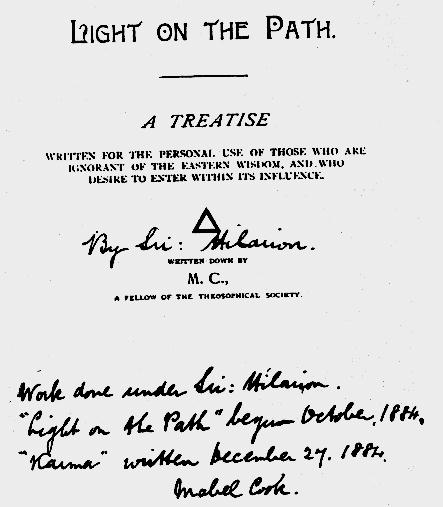 LIGHT ON THE PATH.
A TREATISE
WRITTEN FOR THE PERSONAL USE OF THOSE WHO ARE
IGNORANT OF THE EASTERN WISDOM, AND WHO
DESIRE TO ENTER WITHIN ITS INFLUENCE.
By Sri: Hilarion.
WRITTEN DOWN BY
M. C.,
A FELLOW OF THE THEOSOPHICAL SOCIETY.
Work done under Sri: Hilarion.
"Light on the Path" begun October, 1884.
"Karma" written December 27. 1884.
Mabel Cook.